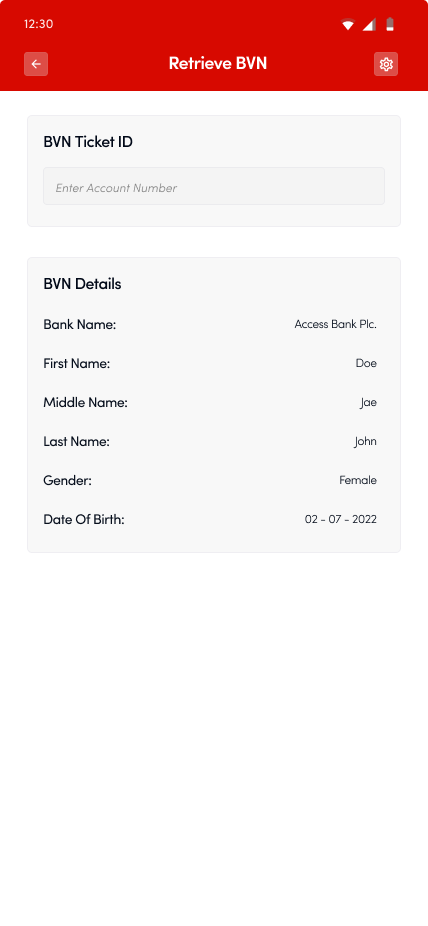 12:30
Retrieve BVN
BVN Ticket ID
Enter Account Number
BVN Details
Bank Name: Access Bank Plc.
First Name: Doe
Middle Name: Jae
Last Name: John
Gender: Female
Date Of Birth: 02 - 07 - 2022